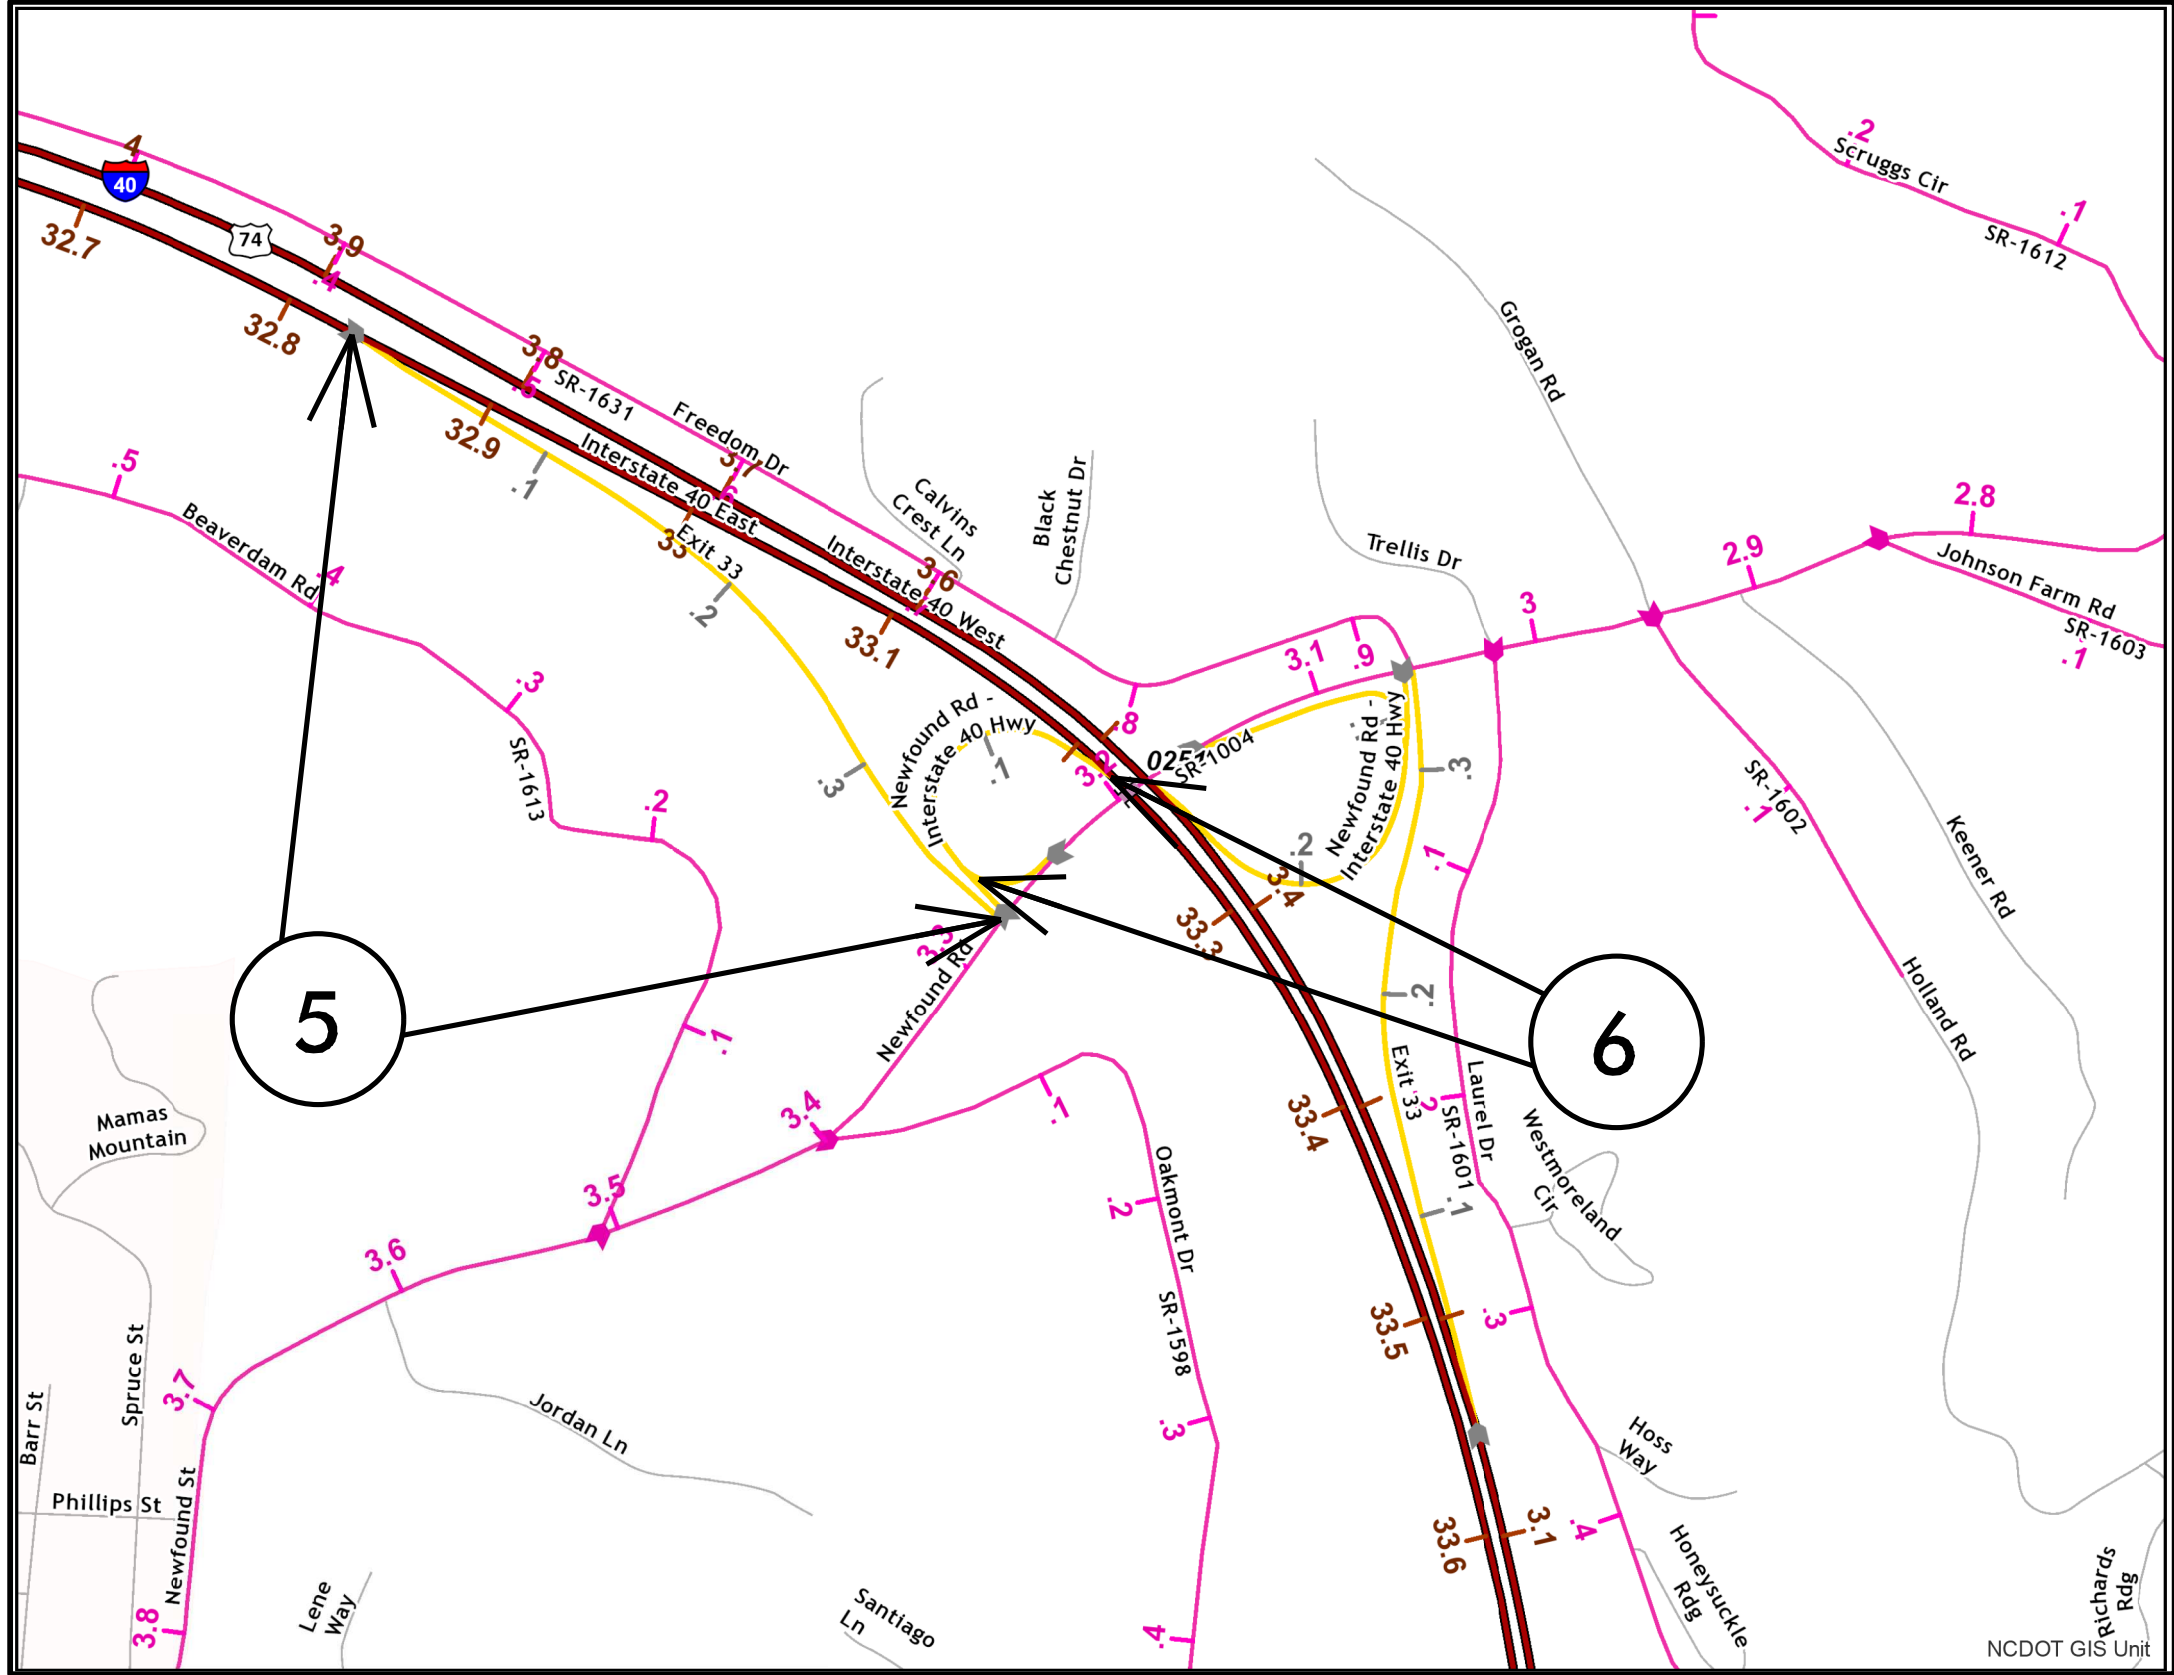 4
40
74
32.7
3.9
.4
32.8
3.8
.5
SR-1631
Freedom Dr
32.9
.1
Interstate 40 East
3.7
.6
Exit 33
33
.2
Interstate 40 West
3.6
33.1
Calvins
Crest Ln
Black
Chestnut Dr
Trellis Dr
Grogan Rd
.2
Scruggs Cir
.1
SR-1612
2.8
2.9
3
3.1
.9
Johnson Farm Rd
SR-1603
.1
.5
Beaverdam Rd
.4
.3
SR-1613
.2
.1
.3
Newfound Rd -
Interstate 40 Hwy
.1
.8
SR-1004
Newfound Rd -
Interstate 40 Hwy
.3
.2
.1
SR-1602
.1
Keener Rd
Holland Rd
3.4
33.3
3.3
Newfound Rd
5
6
.2
Exit 33
.2
Laurel Dr
SR-1601
33.4
Westmoreland
Cir
.1
.3
33.5
3.4
.1
Oakmont Dr
.2
SR-1598
.3
.4
3.5
3.6
3.7
3.8
Mamas
Mountain
Spruce St
Barr St
Phillips St
Newfound St
Jordan Ln
Lene
Way
Santiago
Ln
33.6
3.1
Hoss
Way
.4
Honeysuckle
Rdg
Richards
Rdg
NCDOT GIS Unit